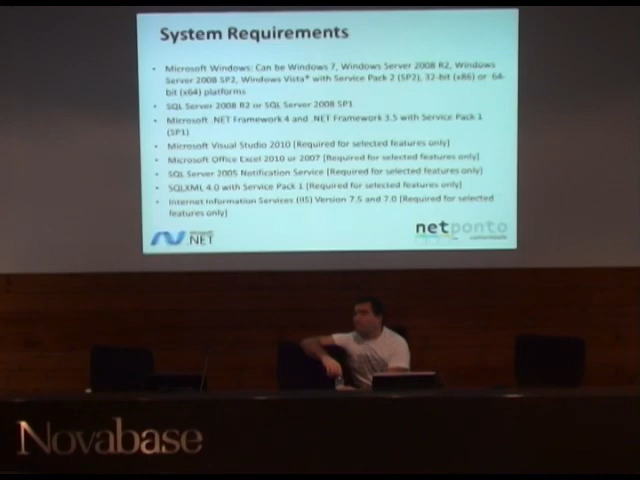 System Requirements
• Microsoft Windows: Can be Windows 7, Windows Server 2008 R2, Windows
Server 2008 SP2, Windows Vista® with Service Pack 2 (SP2), 32-bit (x86) or 64-
bit (x64) platforms
• SQL Server 2008 R2 or SQL Server 2008 SP1
• Microsoft .NET Framework 4 and .NET Framework 3.5 with Service Pack 1
(SP1)
• Microsoft Visual Studio 2010 [Required for selected features only]
• Microsoft Office Excel 2010 or 2007 [Required for selected features only]
• SQL Server 2005 Notification Service [Required for selected features only]
• SQLXML 4.0 with Service Pack 1 [Required for selected features only]
• Internet Information Services (IIS) Version 7.5 and 7.0 [Required for selected
features only]
Microsoft
.NET
netponto
Novabase